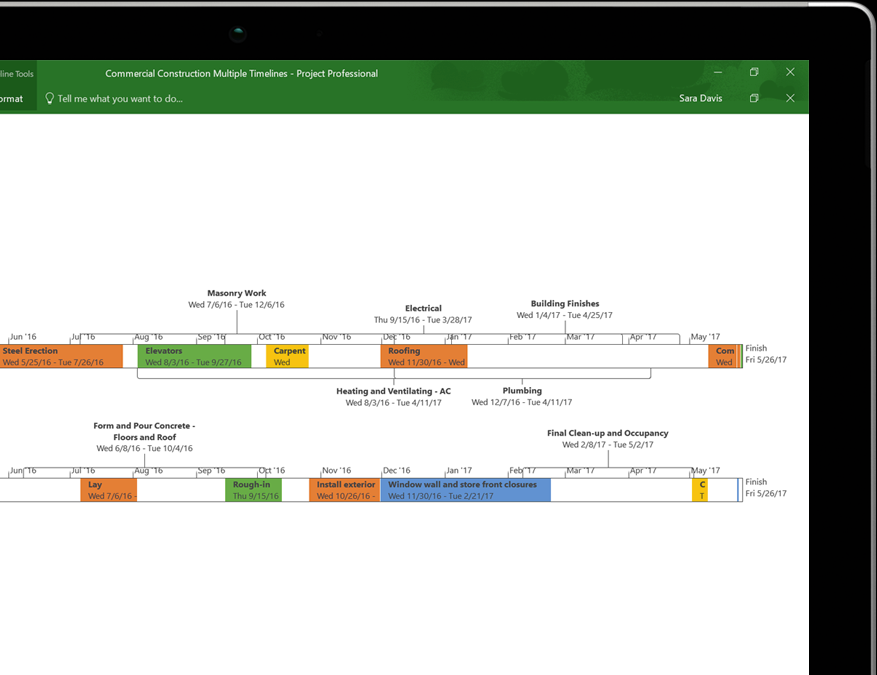 line Tools
Commercial Construction Multiple Timelines - Project Professional
ormat
Tell me what you want to do...
Sara Davis
Masonry Work
Wed 7/6/16 - Tue 12/6/16
Electrical
Thu 9/15/16 - Tue 3/28/17
Building Finishes
Wed 1/4/17 - Tue 4/25/17
Jun '16 Jul '16 Aug '16 Sep '16 Oct '16 Nov '16 Dec '16 Jan '17 Feb '17 Mar '17 Apr '17 May '17
Steel Erection
Wed 5/25/16 - Tue 7/26/16
Elevators
Wed 8/3/16 - Tue 9/27/16
Carpent
Wed
Roofing
Wed 11/30/16 - Wed
Com
Wed
Finish
Fri 5/26/17
Heating and Ventilating - AC
Wed 8/3/16 - Tue 4/11/17
Plumbing
Wed 12/7/16 - Tue 4/11/17
Form and Pour Concrete -
Floors and Roof
Wed 6/8/16 - Tue 10/4/16
Final Clean-up and Occupancy
Wed 2/8/17 - Tue 5/2/17
Jun '16 Jul '16 Aug '16 Sep '16 Oct '16 Nov '16 Dec '16 Jan '17 Feb '17 Mar '17 Apr '17 May '17
Lay
Wed 7/6/16 -
Rough-in
Thu 9/15/16
Install exterior
Wed 10/26/16 -
Window wall and store front closures
Wed 11/30/16 - Tue 2/21/17
C
T
Finish
Fri 5/26/17